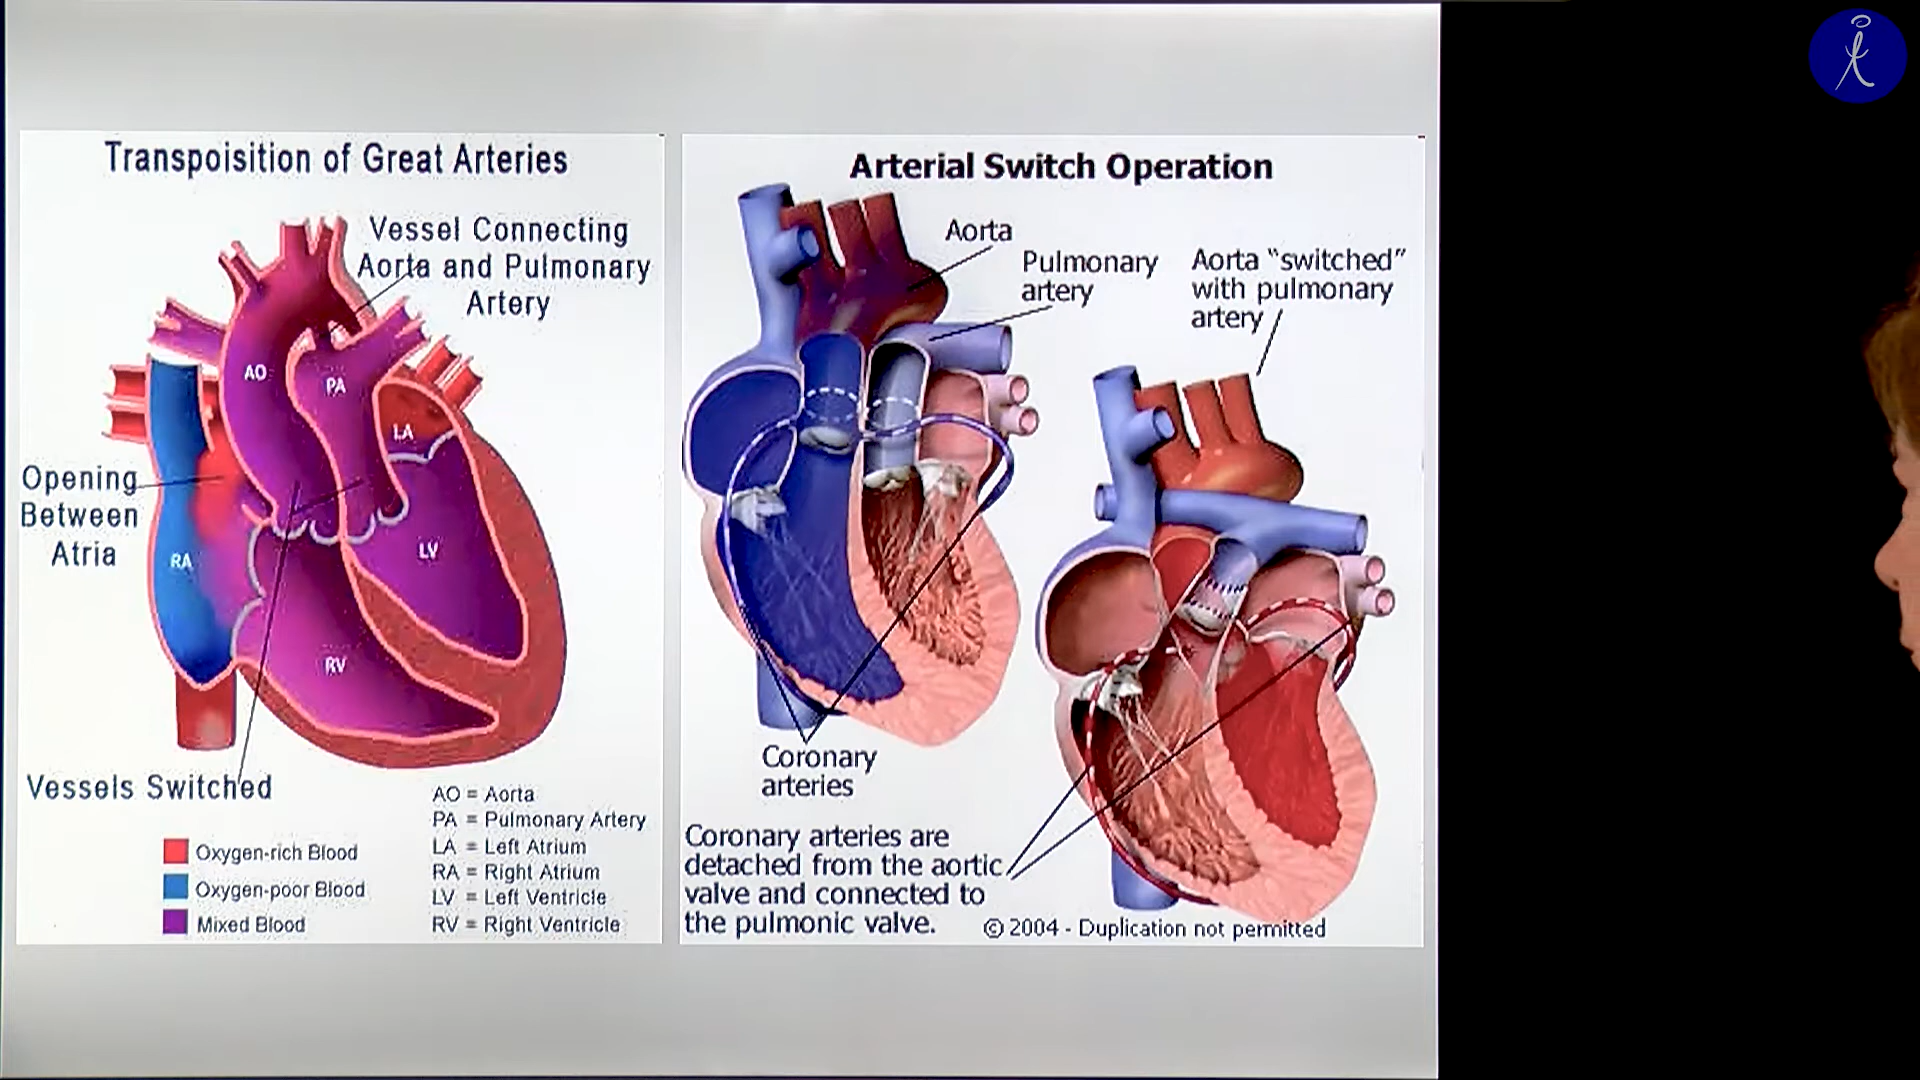 Transpoisition of Great Arteries
Vessel Connecting
Aorta and Pulmonary
Artery
AO
PA
LA
Opening
Between
Atria
RA
LV
RV
Vessels Switched
Oxygen-rich Blood
Oxygen-poor Blood
Mixed Blood
AO = Aorta
PA = Pulmonary Artery
LA = Left Atrium
RA = Right Atrium
LV = Left Ventricle
RV = Right Ventricle
Arterial Switch Operation
Aorta
Pulmonary
artery
Aorta “switched”
with pulmonary
artery
Coronary
arteries
Coronary arteries are
detached from the aortic
valve and connected to
the pulmonic valve.
© 2004 - Duplication not permitted